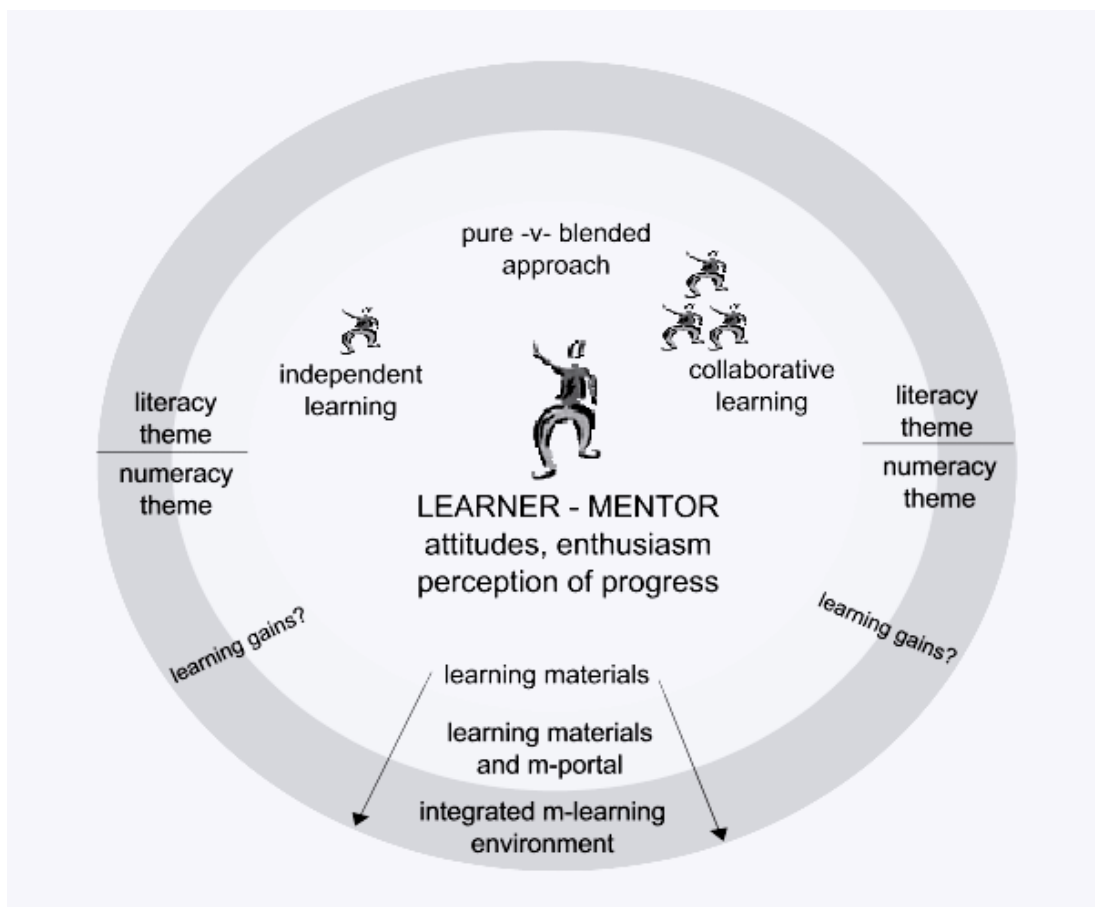 pure -v- blended
approach
independent
learning
collaborative
learning
literacy
theme
numeracy
theme
literacy
theme
numeracy
theme
LEARNER - MENTOR
attitudes, enthusiasm
perception of progress
learning gains?
learning gains?
learning materials
learning materials
and m-portal
integrated m-learning
environment